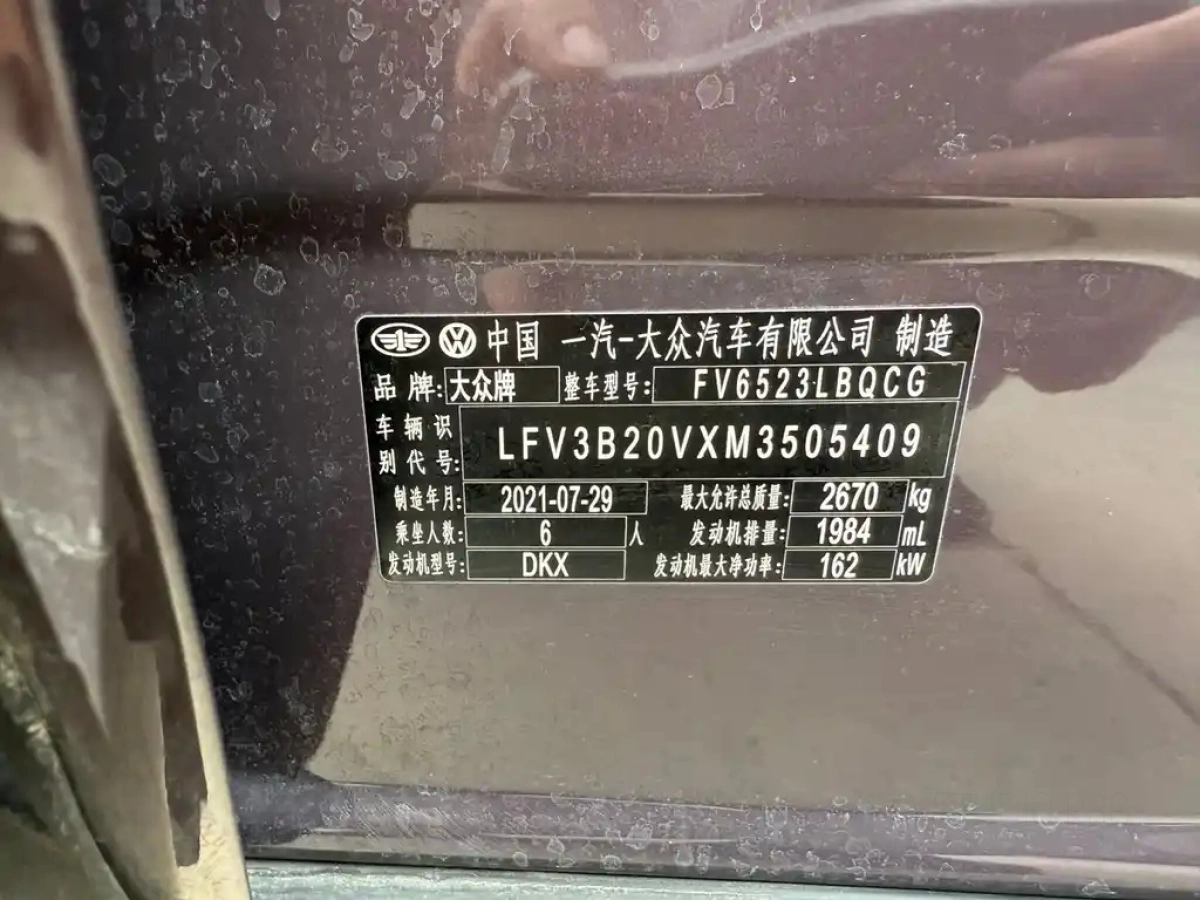 中国 一汽-大众汽车有限公司 制造
品牌: 大众牌 整车型号: FV6523LBQCG
车辆识别代号: LFV3B20VXM3505409
制造年月: 2021-07-29 最大允许总质量: 2670 kg
乘坐人数: 6 人 发动机排量: 1984 mL
发动机型号: DKX 发动机最大净功率: 162 kW